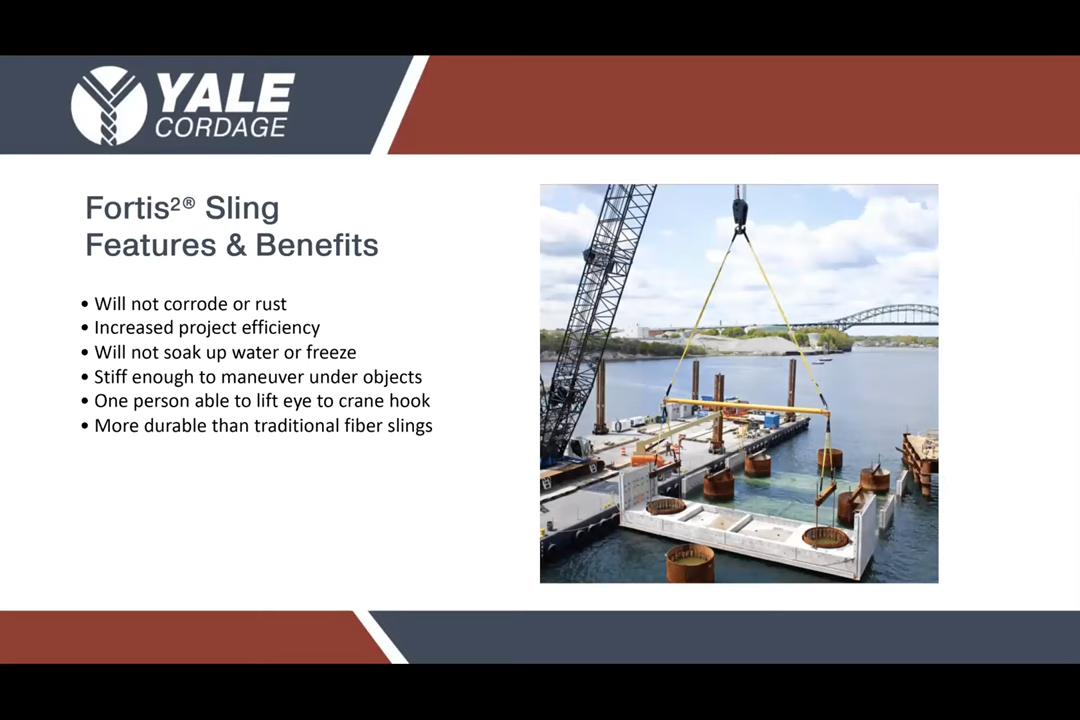 YALE
CORDAGE
Fortis²® Sling
Features & Benefits
• Will not corrode or rust
• Increased project efficiency
• Will not soak up water or freeze
• Stiff enough to maneuver under objects
• One person able to lift eye to crane hook
• More durable than traditional fiber slings